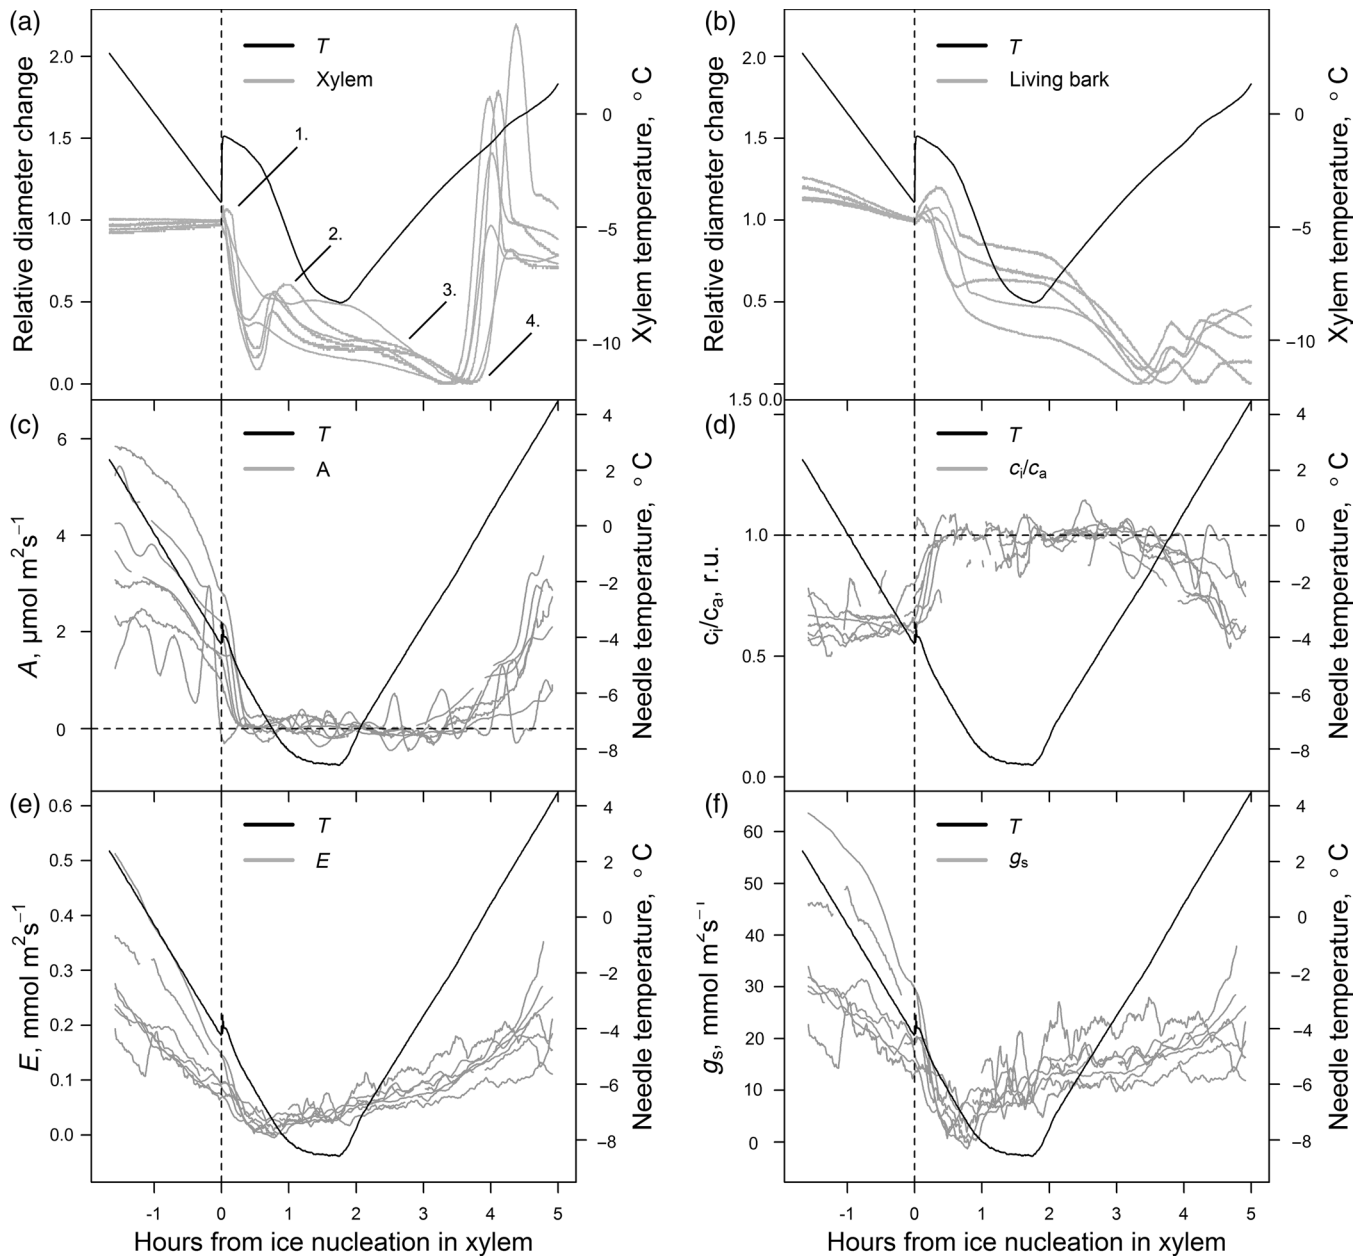 (a)
2.0
1.5
1.0
0.5
0.0
Relative diameter change
T
Xylem
1.
2.
3.
4.
0
−5
−10
Xylem temperature, °C
(b)
2.0
1.5
1.0
0.5
1.5 0.0
Relative diameter change
T
Living bark
0
−5
−10
Xylem temperature, °C
(c)
6
4
2
0
A, µmol m²s⁻¹
T
A
4
2
0
−2
−4
−6
−8
Needle temperature, °C
(d)
1.0
0.5
0.0
cᵢ/cₐ, r.u.
T
cᵢ/cₐ
4
2
0
−2
−4
−6
−8
Needle temperature, °C
(e)
0.6
0.5
0.4
0.3
0.2
0.1
0.0
E, mmol m²s⁻¹
T
E
4
2
0
−2
−4
−6
−8
Needle temperature, °C
-1 0 1 2 3 4 5
Hours from ice nucleation in xylem
(f)
60
50
40
30
20
10
0
gₛ, mmol m²s⁻¹
T
gₛ
4
2
0
−2
−4
−6
−8
Needle temperature, °C
-1 0 1 2 3 4 5
Hours from ice nucleation in xylem